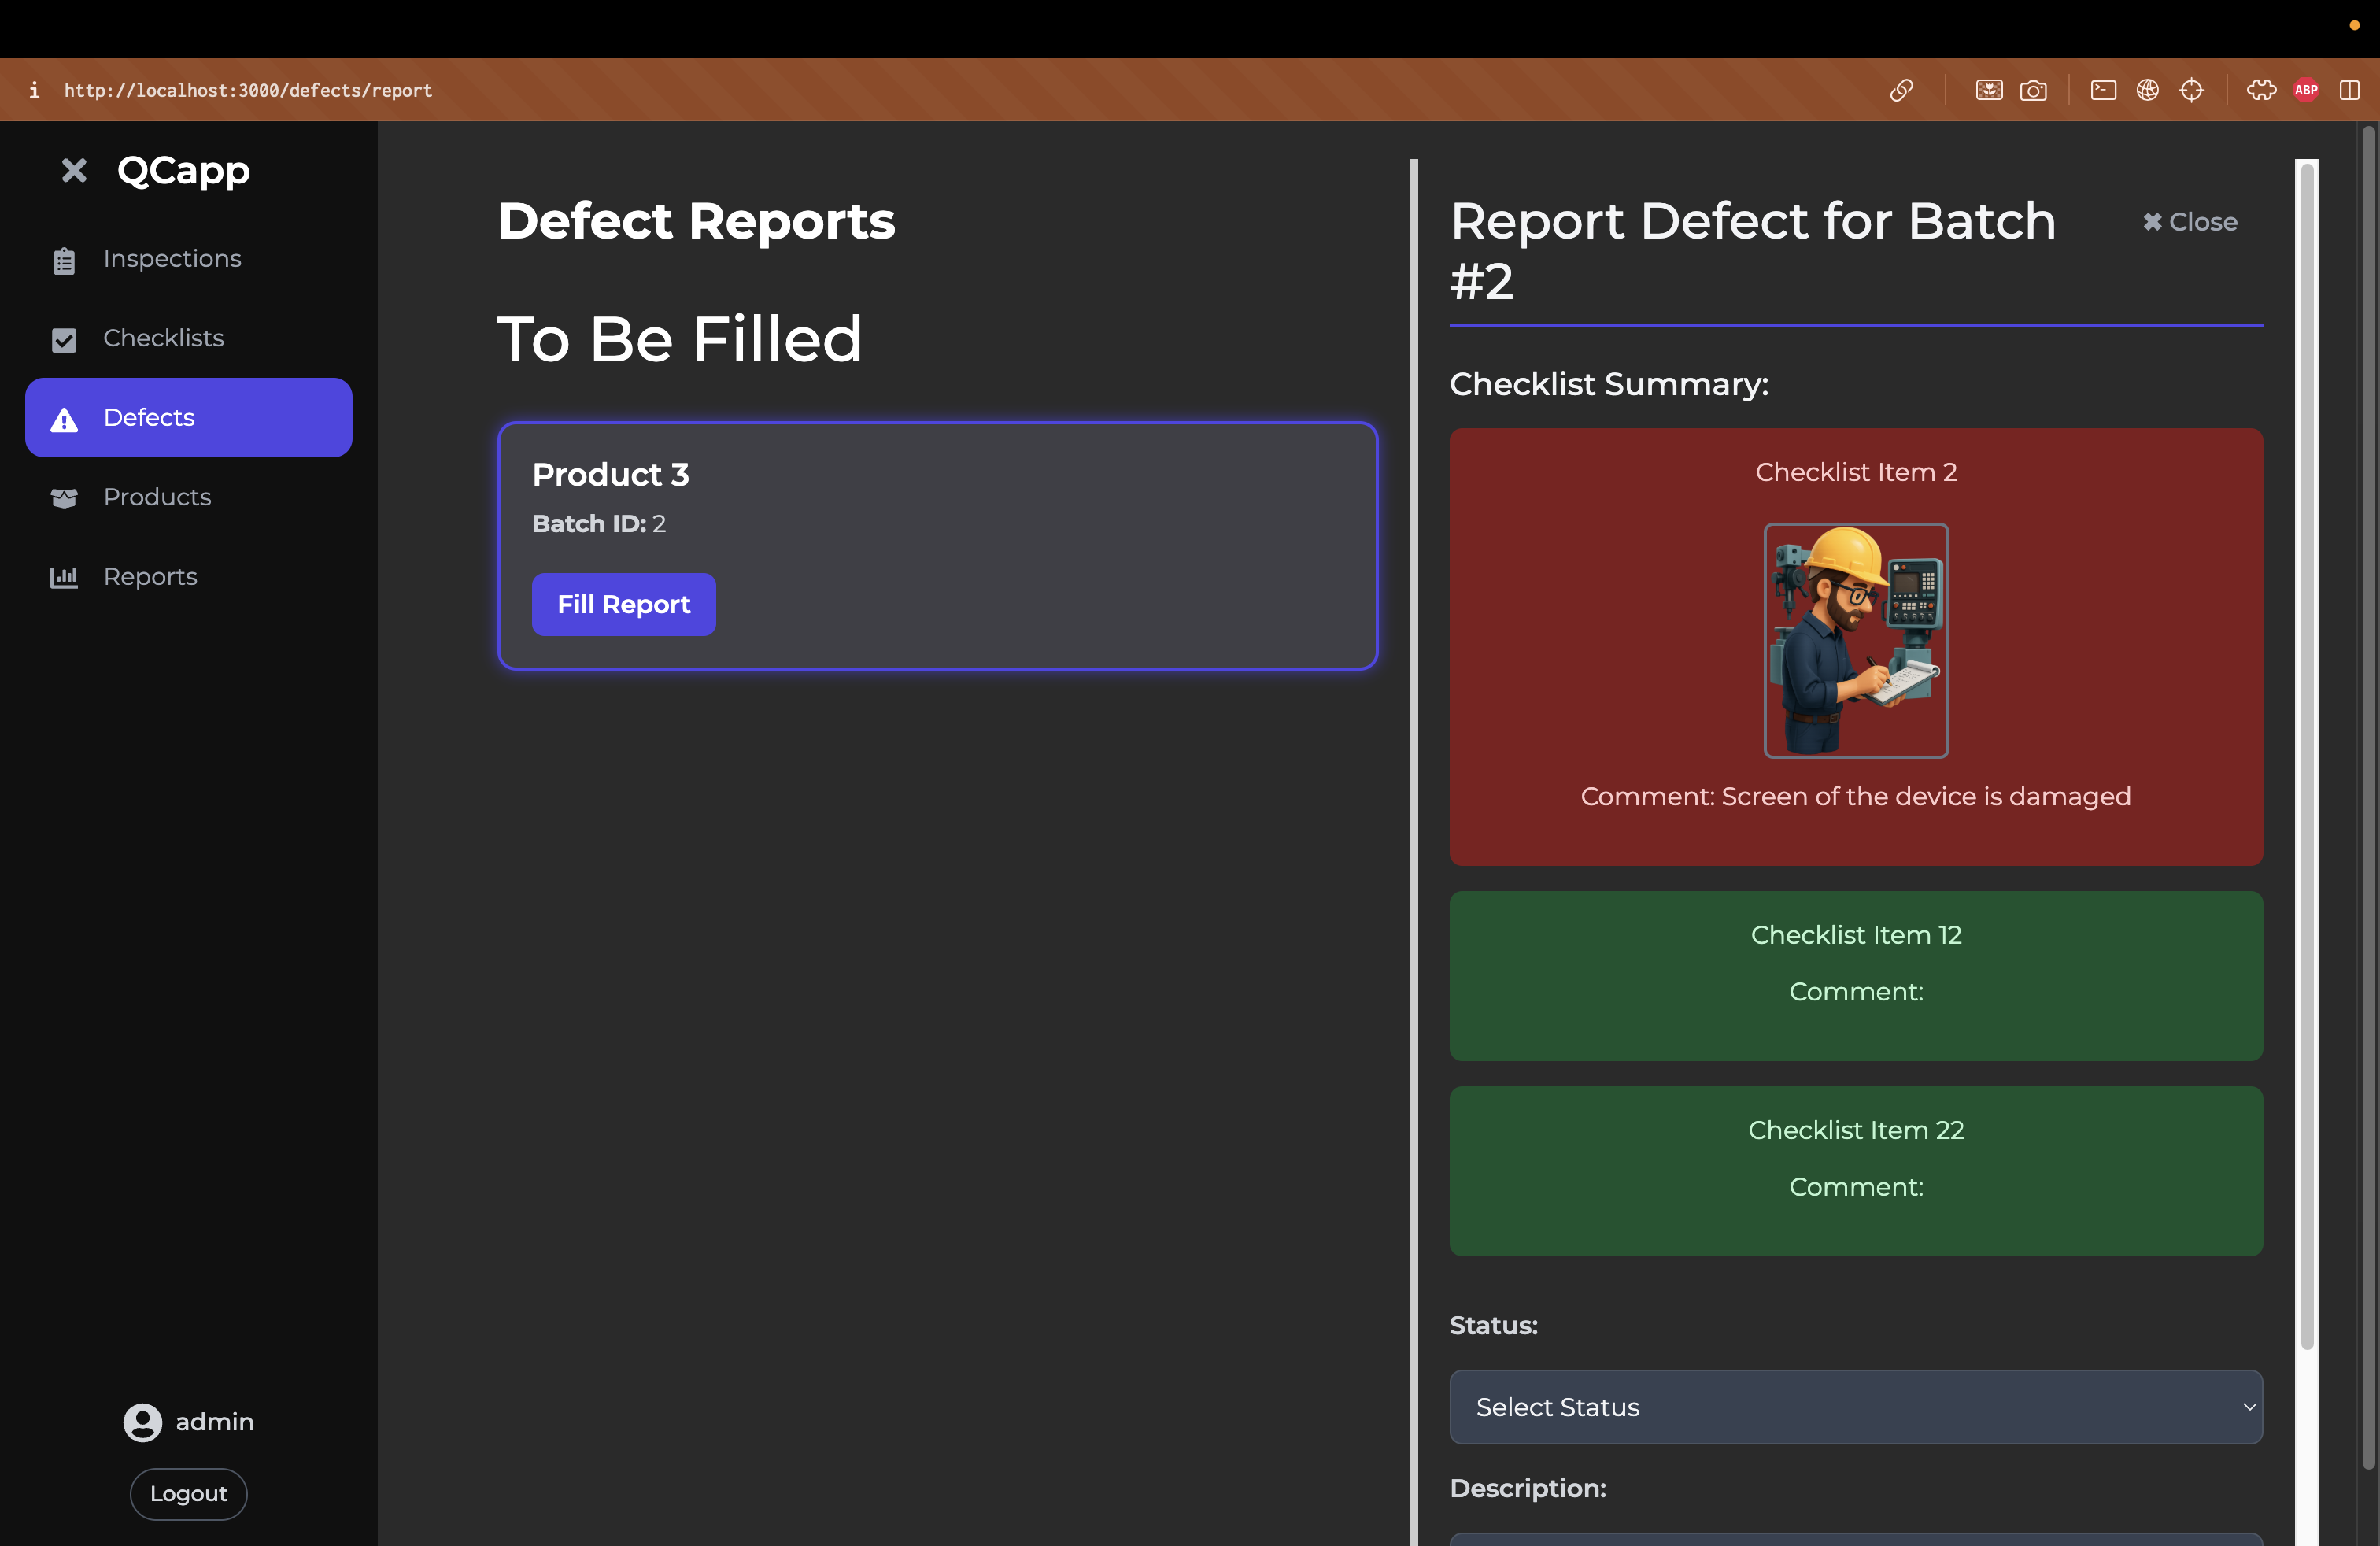 http://localhost:3000/defects/report
ABP
QCapp
Inspections
Checklists
Defects
Products
Reports
admin
Logout
Defect Reports
To Be Filled
Product 3
Batch ID: 2
Fill Report
Report Defect for Batch
#2
✖ Close
Checklist Summary:
Checklist Item 2
Comment: Screen of the device is damaged
Checklist Item 12
Comment:
Checklist Item 22
Comment:
Status:
Select Status
Description: